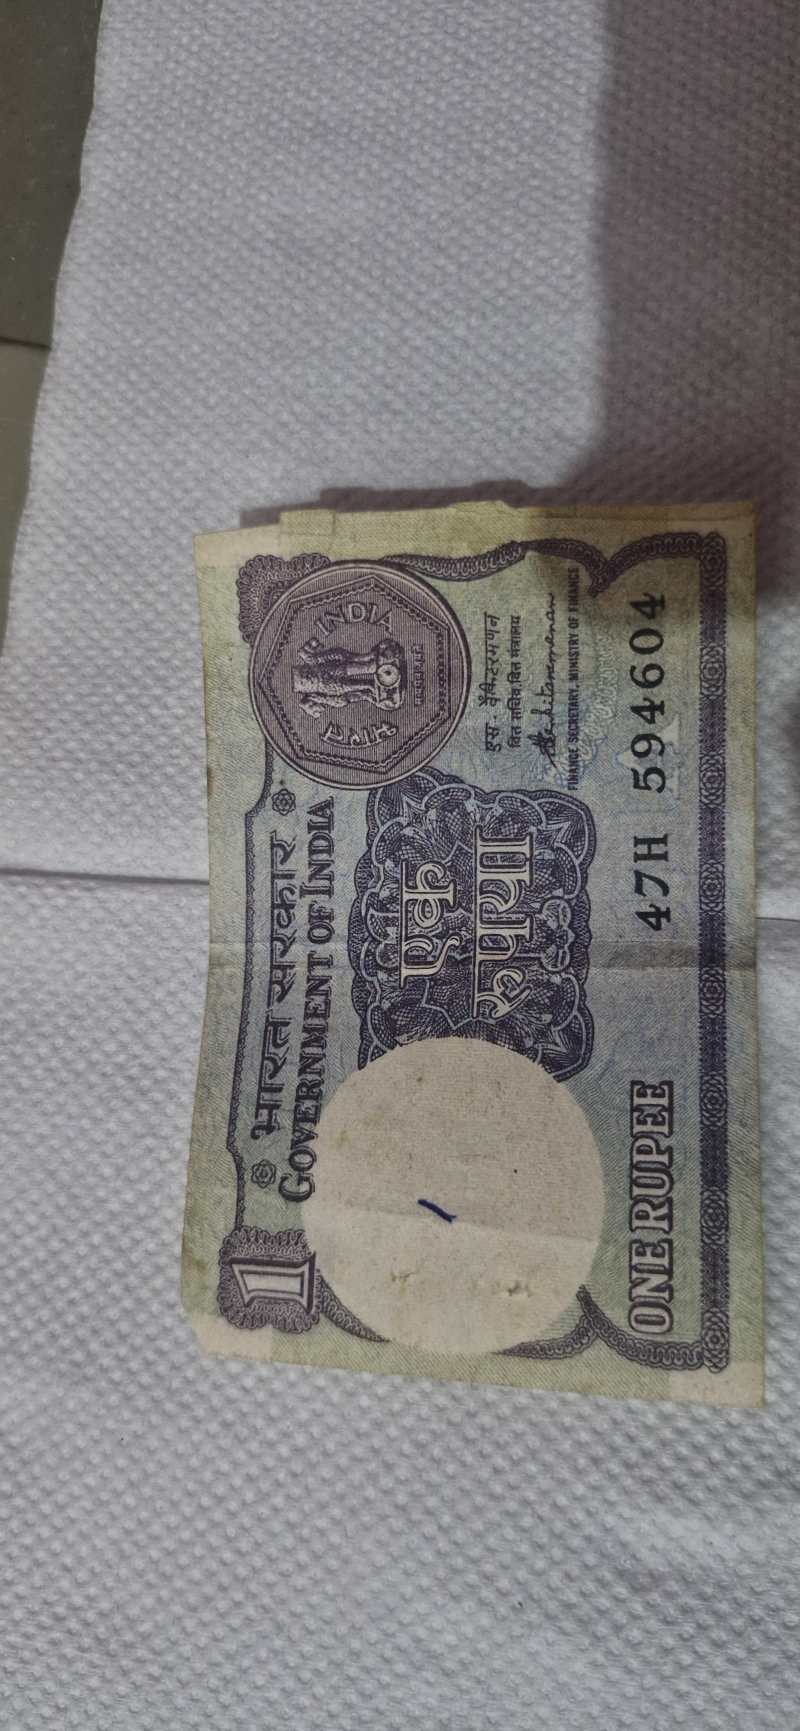 1
भारत सरकार
GOVERNMENT OF INDIA
भारत
INDIA
एक
रुपया
एस. वेंकिटरमणन
वित्त सचिव, वित्त मंत्रालय
FINANCE SECRETARY, MINISTRY OF FINANCE
ONE RUPEE
47H 594604
A